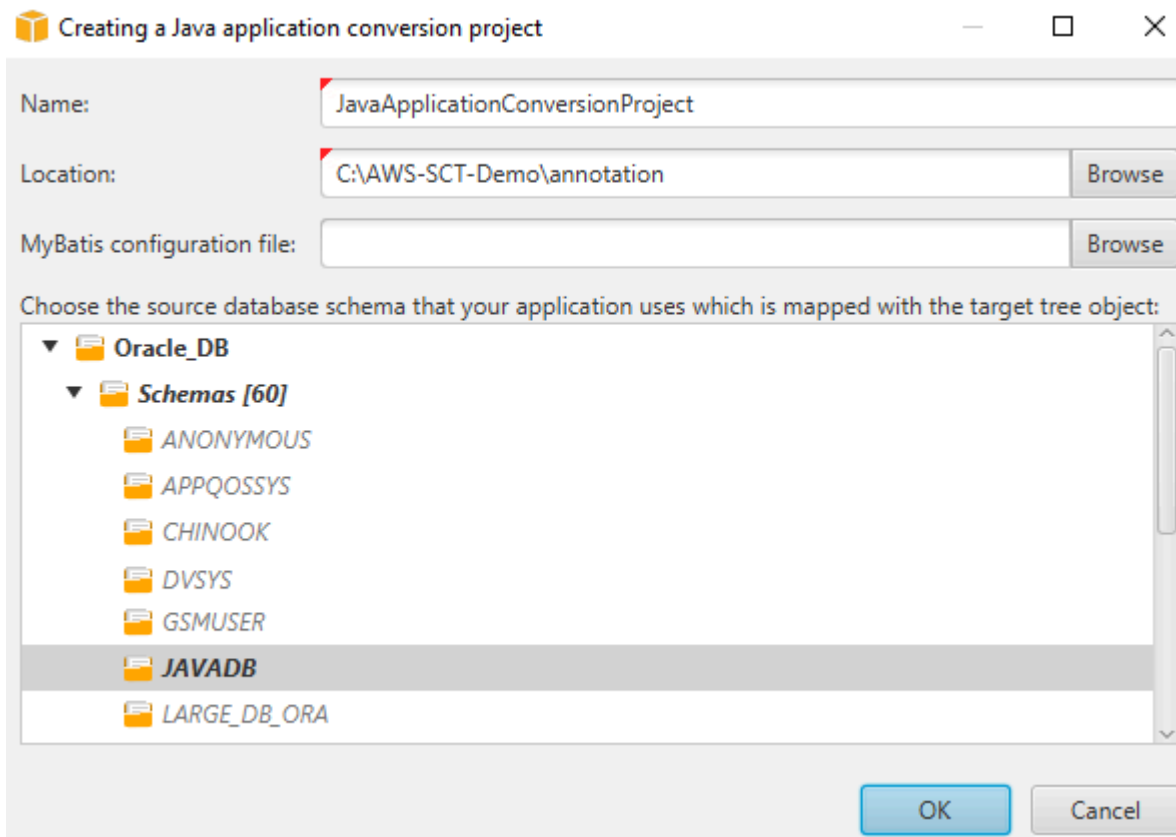 Creating a Java application conversion project
Name: JavaApplicationConversionProject
Location: C:\AWS-SCT-Demo\annotation Browse
MyBatis configuration file: Browse
Choose the source database schema that your application uses which is mapped with the target tree object:
Oracle_DB
Schemas [60]
ANONYMOUS
APPQOSSYS
CHINOOK
DVSYS
GSMUSER
JAVADB
LARGE_DB_ORA
OK Cancel